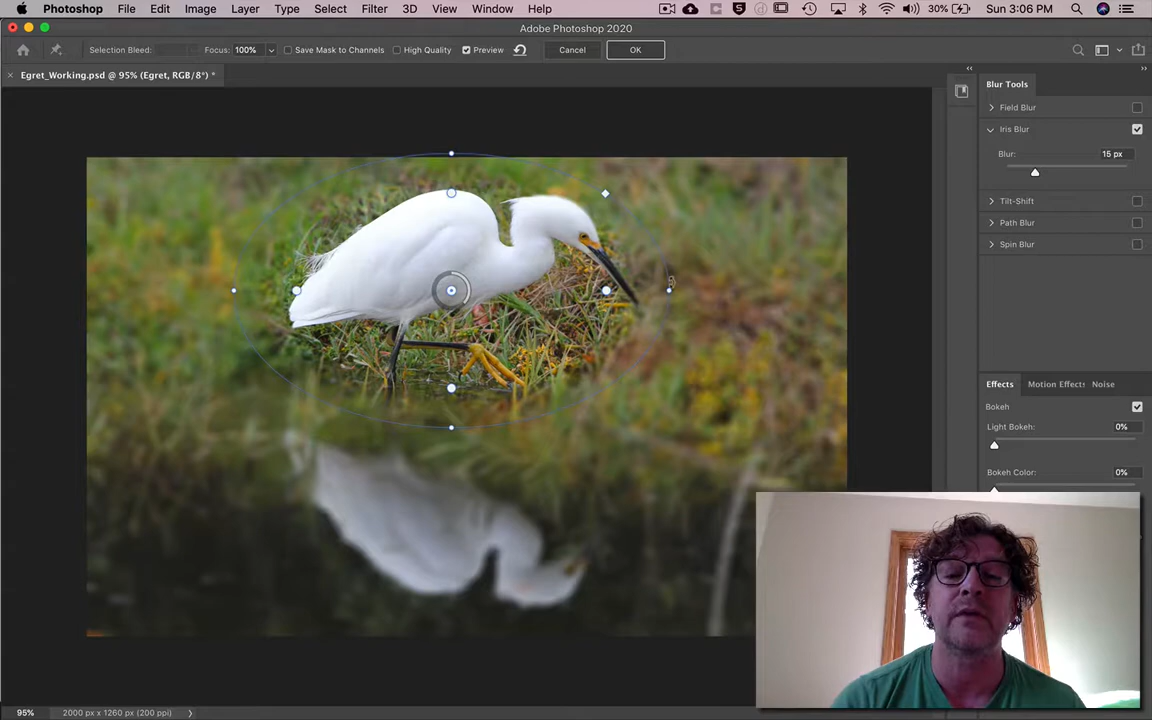 Photoshop File Edit Image Layer Type Select Filter 3D View Window Help 30% Sun 3:06 PM
Adobe Photoshop 2020
Selection Bleed: Focus: 100% Save Mask to Channels High Quality Preview Cancel OK
Egret_Working.psd @ 95% (Egret, RGB/8*) *
Blur Tools
Field Blur
Iris Blur
Blur: 15 px
Tilt-Shift
Path Blur
Spin Blur
Effects Motion Effects Noise
Bokeh
Light Bokeh: 0%
Bokeh Color: 0%
95% 2000 px x 1260 px (200 ppi)